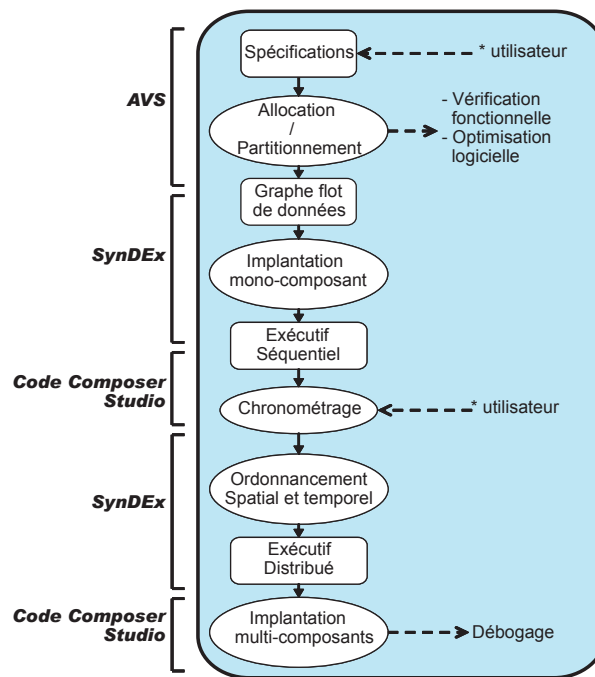 Spécifications
* utilisateur
AVS
Allocation
/
Partitionnement
- Vérification
fonctionnelle
- Optimisation
logicielle
Graphe flot
de données
SynDEx
Implantation
mono-composant
Exécutif
Séquentiel
Code Composer
Studio
Chronométrage
* utilisateur
Ordonnancement
Spatial et temporel
SynDEx
Exécutif
Distribué
Code Composer
Studio
Implantation
multi-composants
Débogage